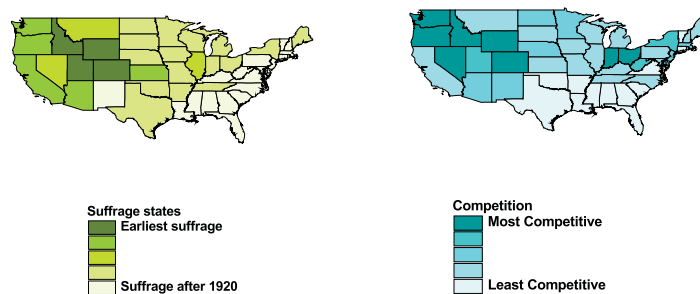 Suffrage states
Earliest suffrage
Suffrage after 1920
Competition
Most Competitive
Least Competitive